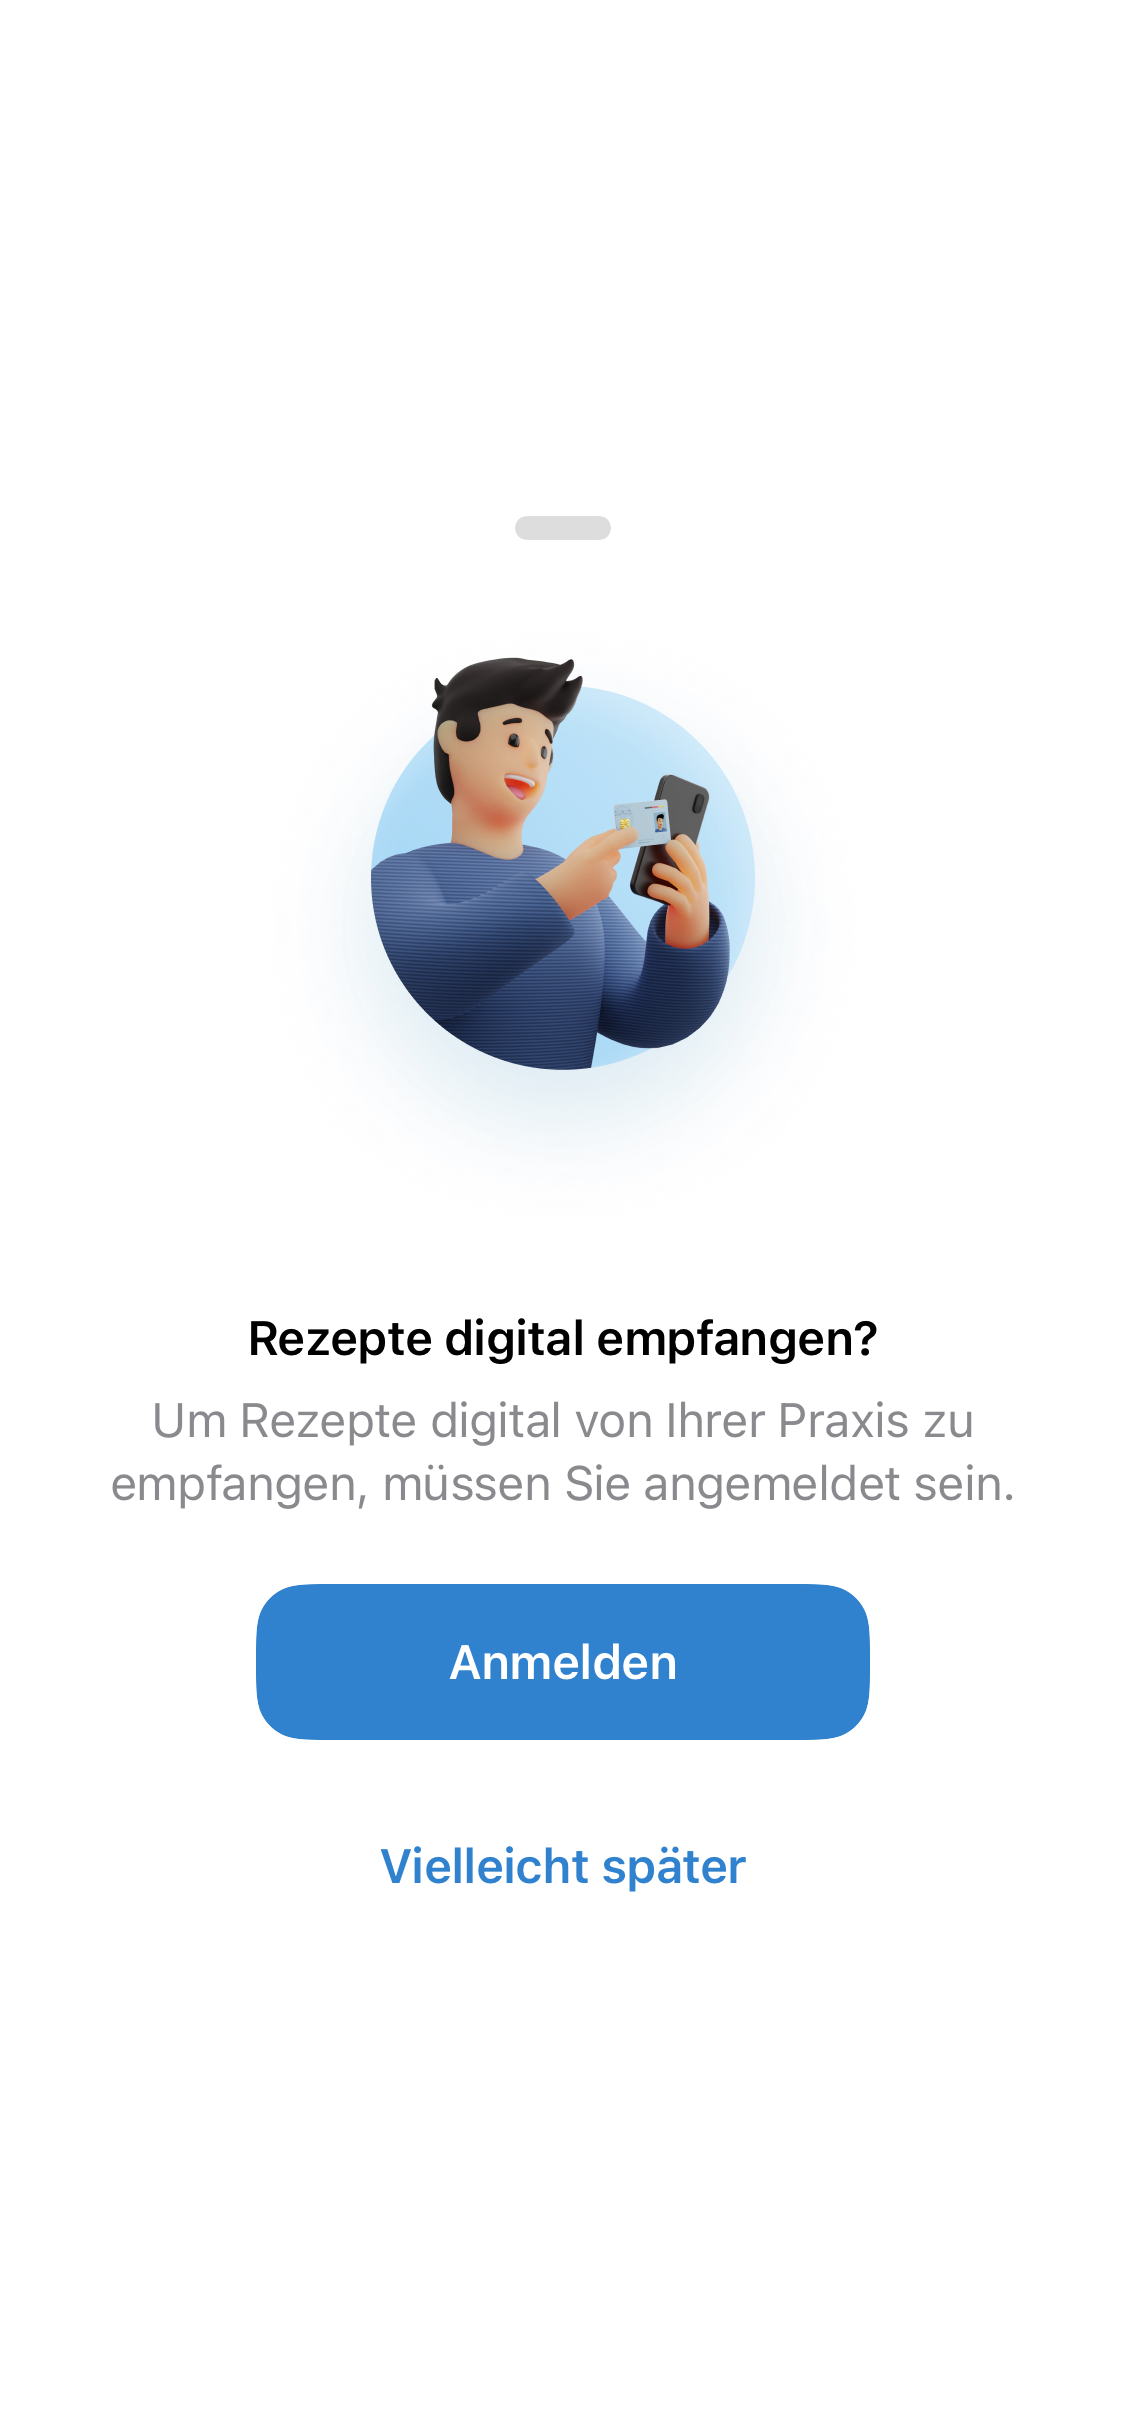 Rezepte digital empfangen?
Um Rezepte digital von Ihrer Praxis zu
empfangen, müssen Sie angemeldet sein.
Anmelden
Vielleicht später